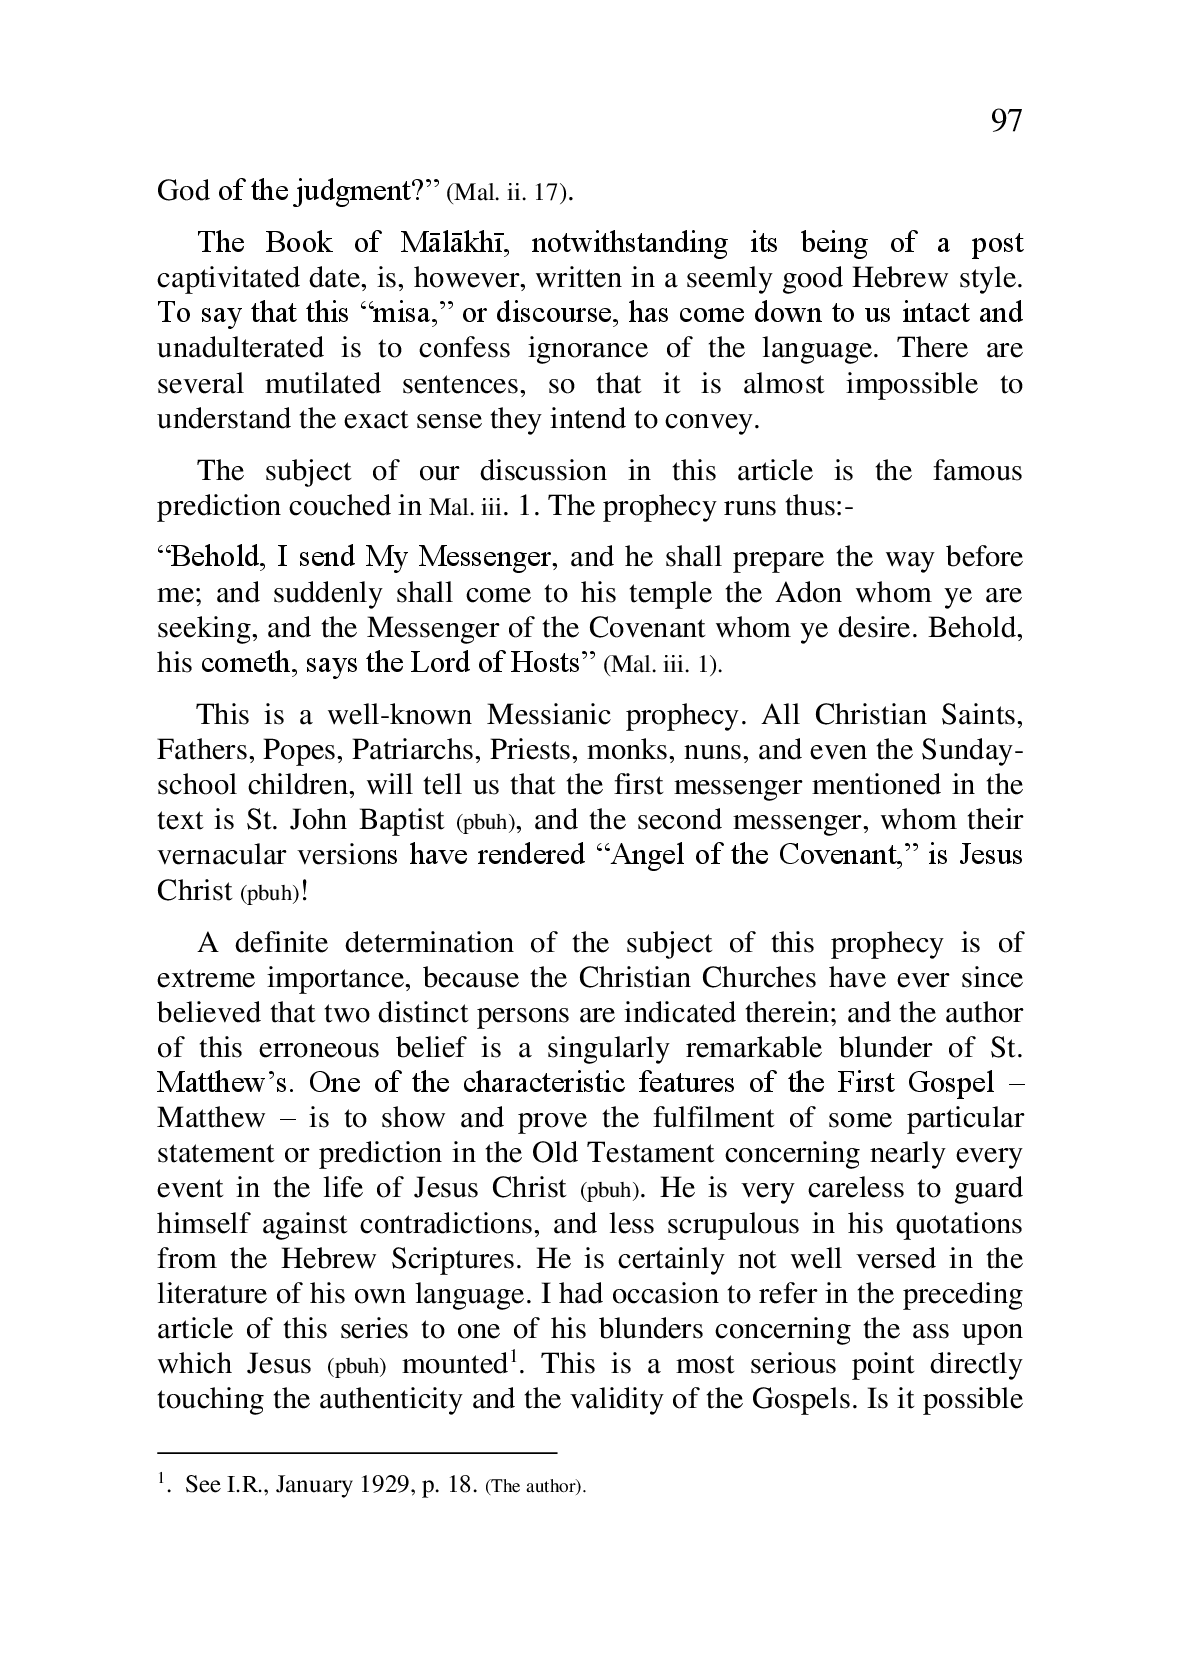 97
God of the judgment?” (Mal. ii. 17).
The Book of Mālākhī, notwithstanding its being of a post
captivitated date, is, however, written in a seemly good Hebrew style.
To say that this “misa,” or discourse, has come down to us intact and
unadulterated is to confess ignorance of the language. There are
several mutilated sentences, so that it is almost impossible to
understand the exact sense they intend to convey.
The subject of our discussion in this article is the famous
prediction couched in Mal. iii. 1. The prophecy runs thus:-
“Behold, I send My Messenger, and he shall prepare the way before
me; and suddenly shall come to his temple the Adon whom ye are
seeking, and the Messenger of the Covenant whom ye desire. Behold,
his cometh, says the Lord of Hosts” (Mal. iii. 1).
This is a well-known Messianic prophecy. All Christian Saints,
Fathers, Popes, Patriarchs, Priests, monks, nuns, and even the Sunday-
school children, will tell us that the first messenger mentioned in the
text is St. John Baptist (pbuh), and the second messenger, whom their
vernacular versions have rendered “Angel of the Covenant,” is Jesus
Christ (pbuh)!
A definite determination of the subject of this prophecy is of
extreme importance, because the Christian Churches have ever since
believed that two distinct persons are indicated therein; and the author
of this erroneous belief is a singularly remarkable blunder of St.
Matthew’s. One of the characteristic features of the First Gospel –
Matthew – is to show and prove the fulfilment of some particular
statement or prediction in the Old Testament concerning nearly every
event in the life of Jesus Christ (pbuh). He is very careless to guard
himself against contradictions, and less scrupulous in his quotations
from the Hebrew Scriptures. He is certainly not well versed in the
literature of his own language. I had occasion to refer in the preceding
article of this series to one of his blunders concerning the ass upon
which Jesus (pbuh) mounted¹. This is a most serious point directly
touching the authenticity and the validity of the Gospels. Is it possible
¹. See I.R., January 1929, p. 18. (The author).